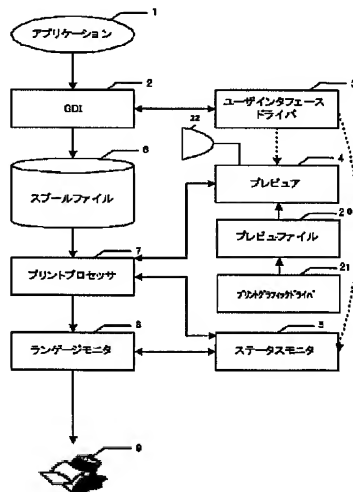 1
アプリケーション
2
GDI
3
ユーザインタフェース
ドライバ
22
4
プレビュア
6
スプールファイル
20
プレビュファイル
7
プリントプロセッサ
21
プリントグラフィックドライバ
8
ランゲージモニタ
5
ステータスモニタ
9